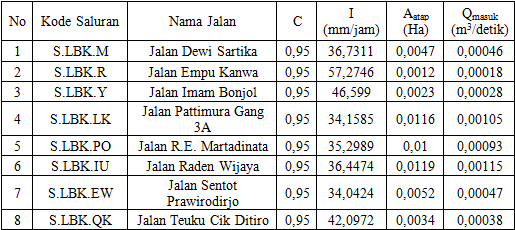 No Kode Saluran Nama Jalan C I (mm/jam) Aatap (Ha) Qmasuk (m³/detik)
1 S.LBK.M Jalan Dewi Sartika 0,95 36,7311 0,0047 0,00046
2 S.LBK.R Jalan Empu Kanwa 0,95 57,2746 0,0012 0,00018
3 S.LBK.Y Jalan Imam Bonjol 0,95 46,599 0,0023 0,00028
4 S.LBK.LK Jalan Pattimura Gang 3A 0,95 34,1585 0,0116 0,00105
5 S.LBK.PO Jalan R.E. Martadinata 0,95 35,2989 0,01 0,00093
6 S.LBK.IU Jalan Raden Wijaya 0,95 36,4474 0,0119 0,00115
7 S.LBK.EW Jalan Sentot Prawirodirjo 0,95 34,0424 0,0052 0,00047
8 S.LBK.QK Jalan Teuku Cik Ditiro 0,95 42,0972 0,0034 0,00038